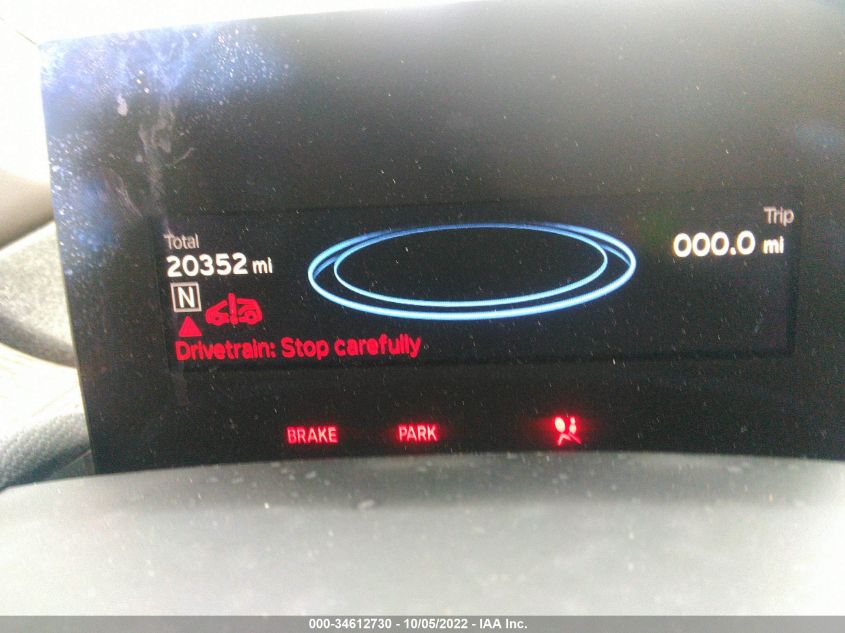 Total
Trip
20352 mi
000.0 mi
N
Drivetrain: Stop carefully
BRAKE
PARK
000-34612730 - 10/05/2022 - IAA Inc.